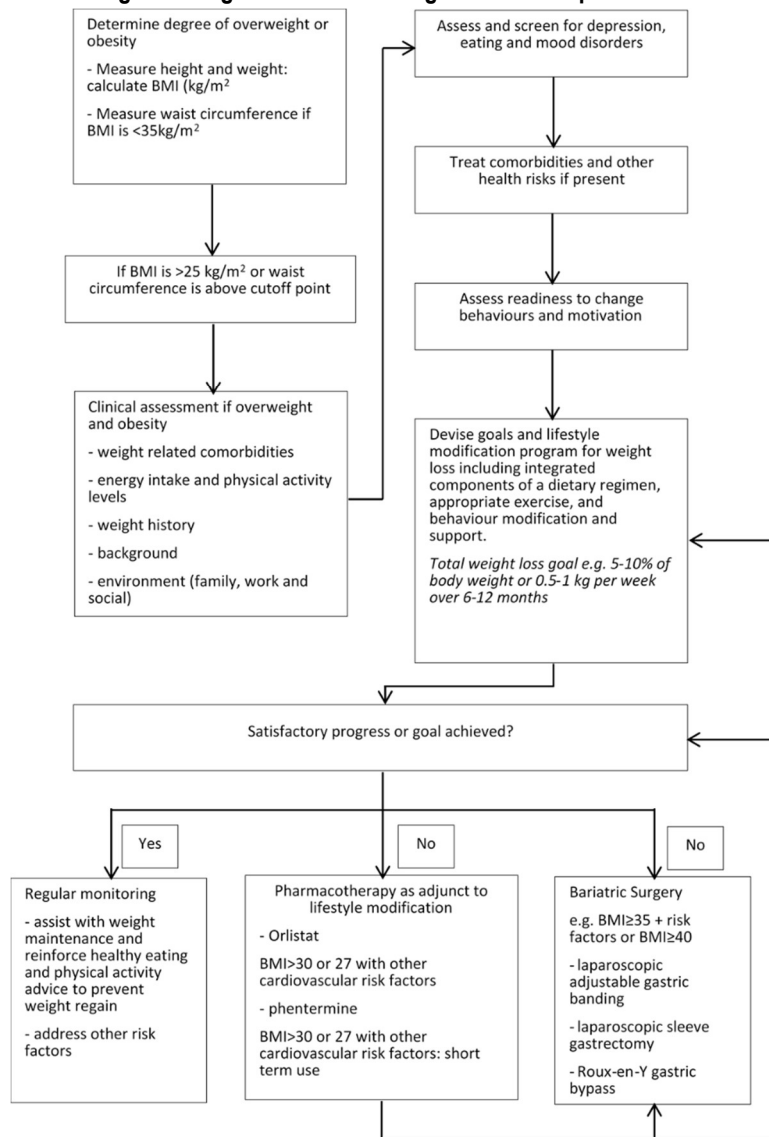 Determine degree of overweight or
obesity
- Measure height and weight:
calculate BMI (kg/m²
- Measure waist circumference if
BMI is <35kg/m²
If BMI is >25 kg/m² or waist
circumference is above cutoff point
Clinical assessment if overweight
and obesity
- weight related comorbidities
- energy intake and physical activity
levels
- weight history
- background
- environment (family, work and
social)
Assess and screen for depression,
eating and mood disorders
Treat comorbidities and other
health risks if present
Assess readiness to change
behaviours and motivation
Devise goals and lifestyle
modification program for weight
loss including integrated
components of a dietary regimen,
appropriate exercise, and
behaviour modification and
support.
Total weight loss goal e.g. 5-10% of
body weight or 0.5-1 kg per week
over 6-12 months
Satisfactory progress or goal achieved?
Yes
No
No
Regular monitoring
- assist with weight
maintenance and
reinforce healthy eating
and physical activity
advice to prevent
weight regain
- address other risk
factors
Pharmacotherapy as adjunct to
lifestyle modification
- Orlistat
BMI>30 or 27 with other
cardiovascular risk factors
- phentermine
BMI>30 or 27 with other
cardiovascular risk factors: short
term use
Bariatric Surgery
e.g. BMI≥35 + risk
factors or BMI≥40
-laparoscopic
adjustable gastric
banding
-laparoscopic sleeve
gastrectomy
-Roux-en-Y gastric
bypass